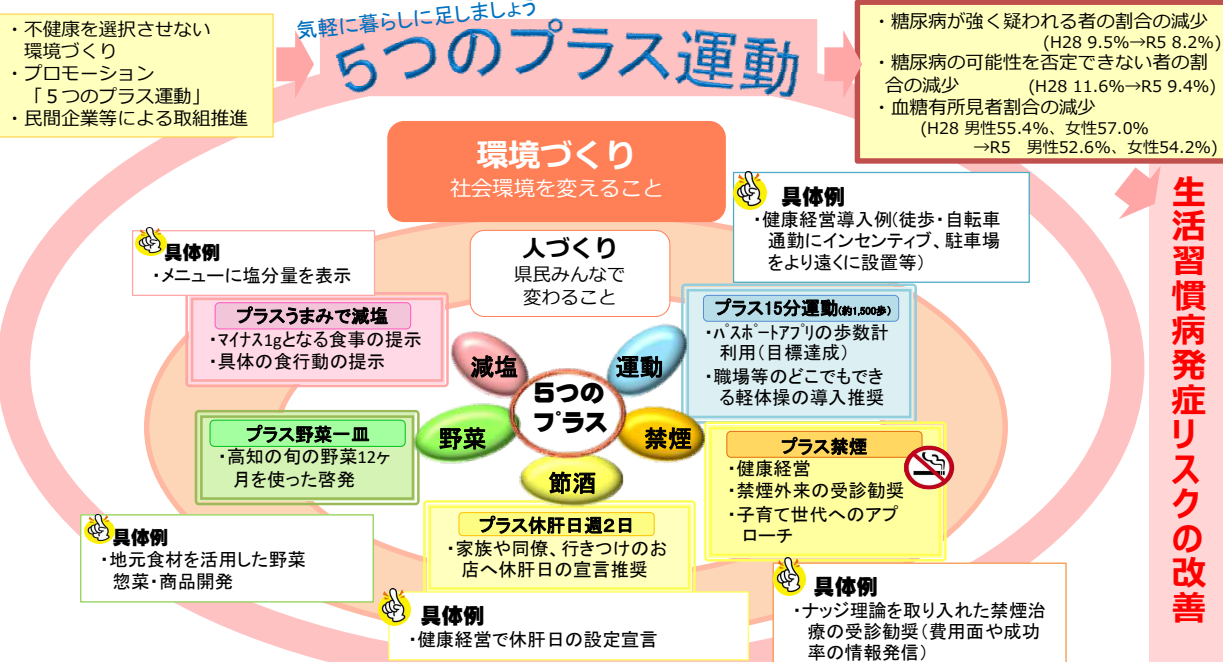 ・不健康を選択させない
環境づくり
・プロモーション
「５つのプラス運動」
・民間企業等による取組推進
気軽に暮らしに足しましょう
５つのプラス運動
・糖尿病が強く疑われる者の割合の減少
(H28 9.5%→R5 8.2%)
・糖尿病の可能性を否定できない者の割
合の減少　(H28 11.6%→R5 9.4%)
・血糖有所見者割合の減少
(H28 男性55.4%、女性57.0%
→R5　男性52.6%、女性54.2%)
環境づくり
社会環境を変えること
具体例
・健康経営導入例(徒歩・自転車
通勤にインセンティブ、駐車場
をより遠くに設置等）
具体例
・メニューに塩分量を表示
人づくり
県民みんなで
変わること
プラスうまみで減塩
・マイナス1gとなる食事の提示
・具体の食行動の提示
プラス15分運動(約1,500歩)
・パスポートアプリの歩数計
利用（目標達成）
・職場等のどこでもでき
る軽体操の導入推奨
減塩
運動
５つの
プラス
野菜
禁煙
節酒
プラス野菜一皿
・高知の旬の野菜12ヶ
月を使った啓発
プラス禁煙
・健康経営
・禁煙外来の受診勧奨
・子育て世代へのアプ
ローチ
プラス休肝日週２日
・家族や同僚、行きつけのお
店へ休肝日の宣言推奨
具体例
・地元食材を活用した野菜
惣菜・商品開発
具体例
・健康経営で休肝日の設定宣言
具体例
・ナッジ理論を取り入れた禁煙治
療の受診勧奨（費用面や成功
率の情報発信）
生活習慣病発症リスクの改善